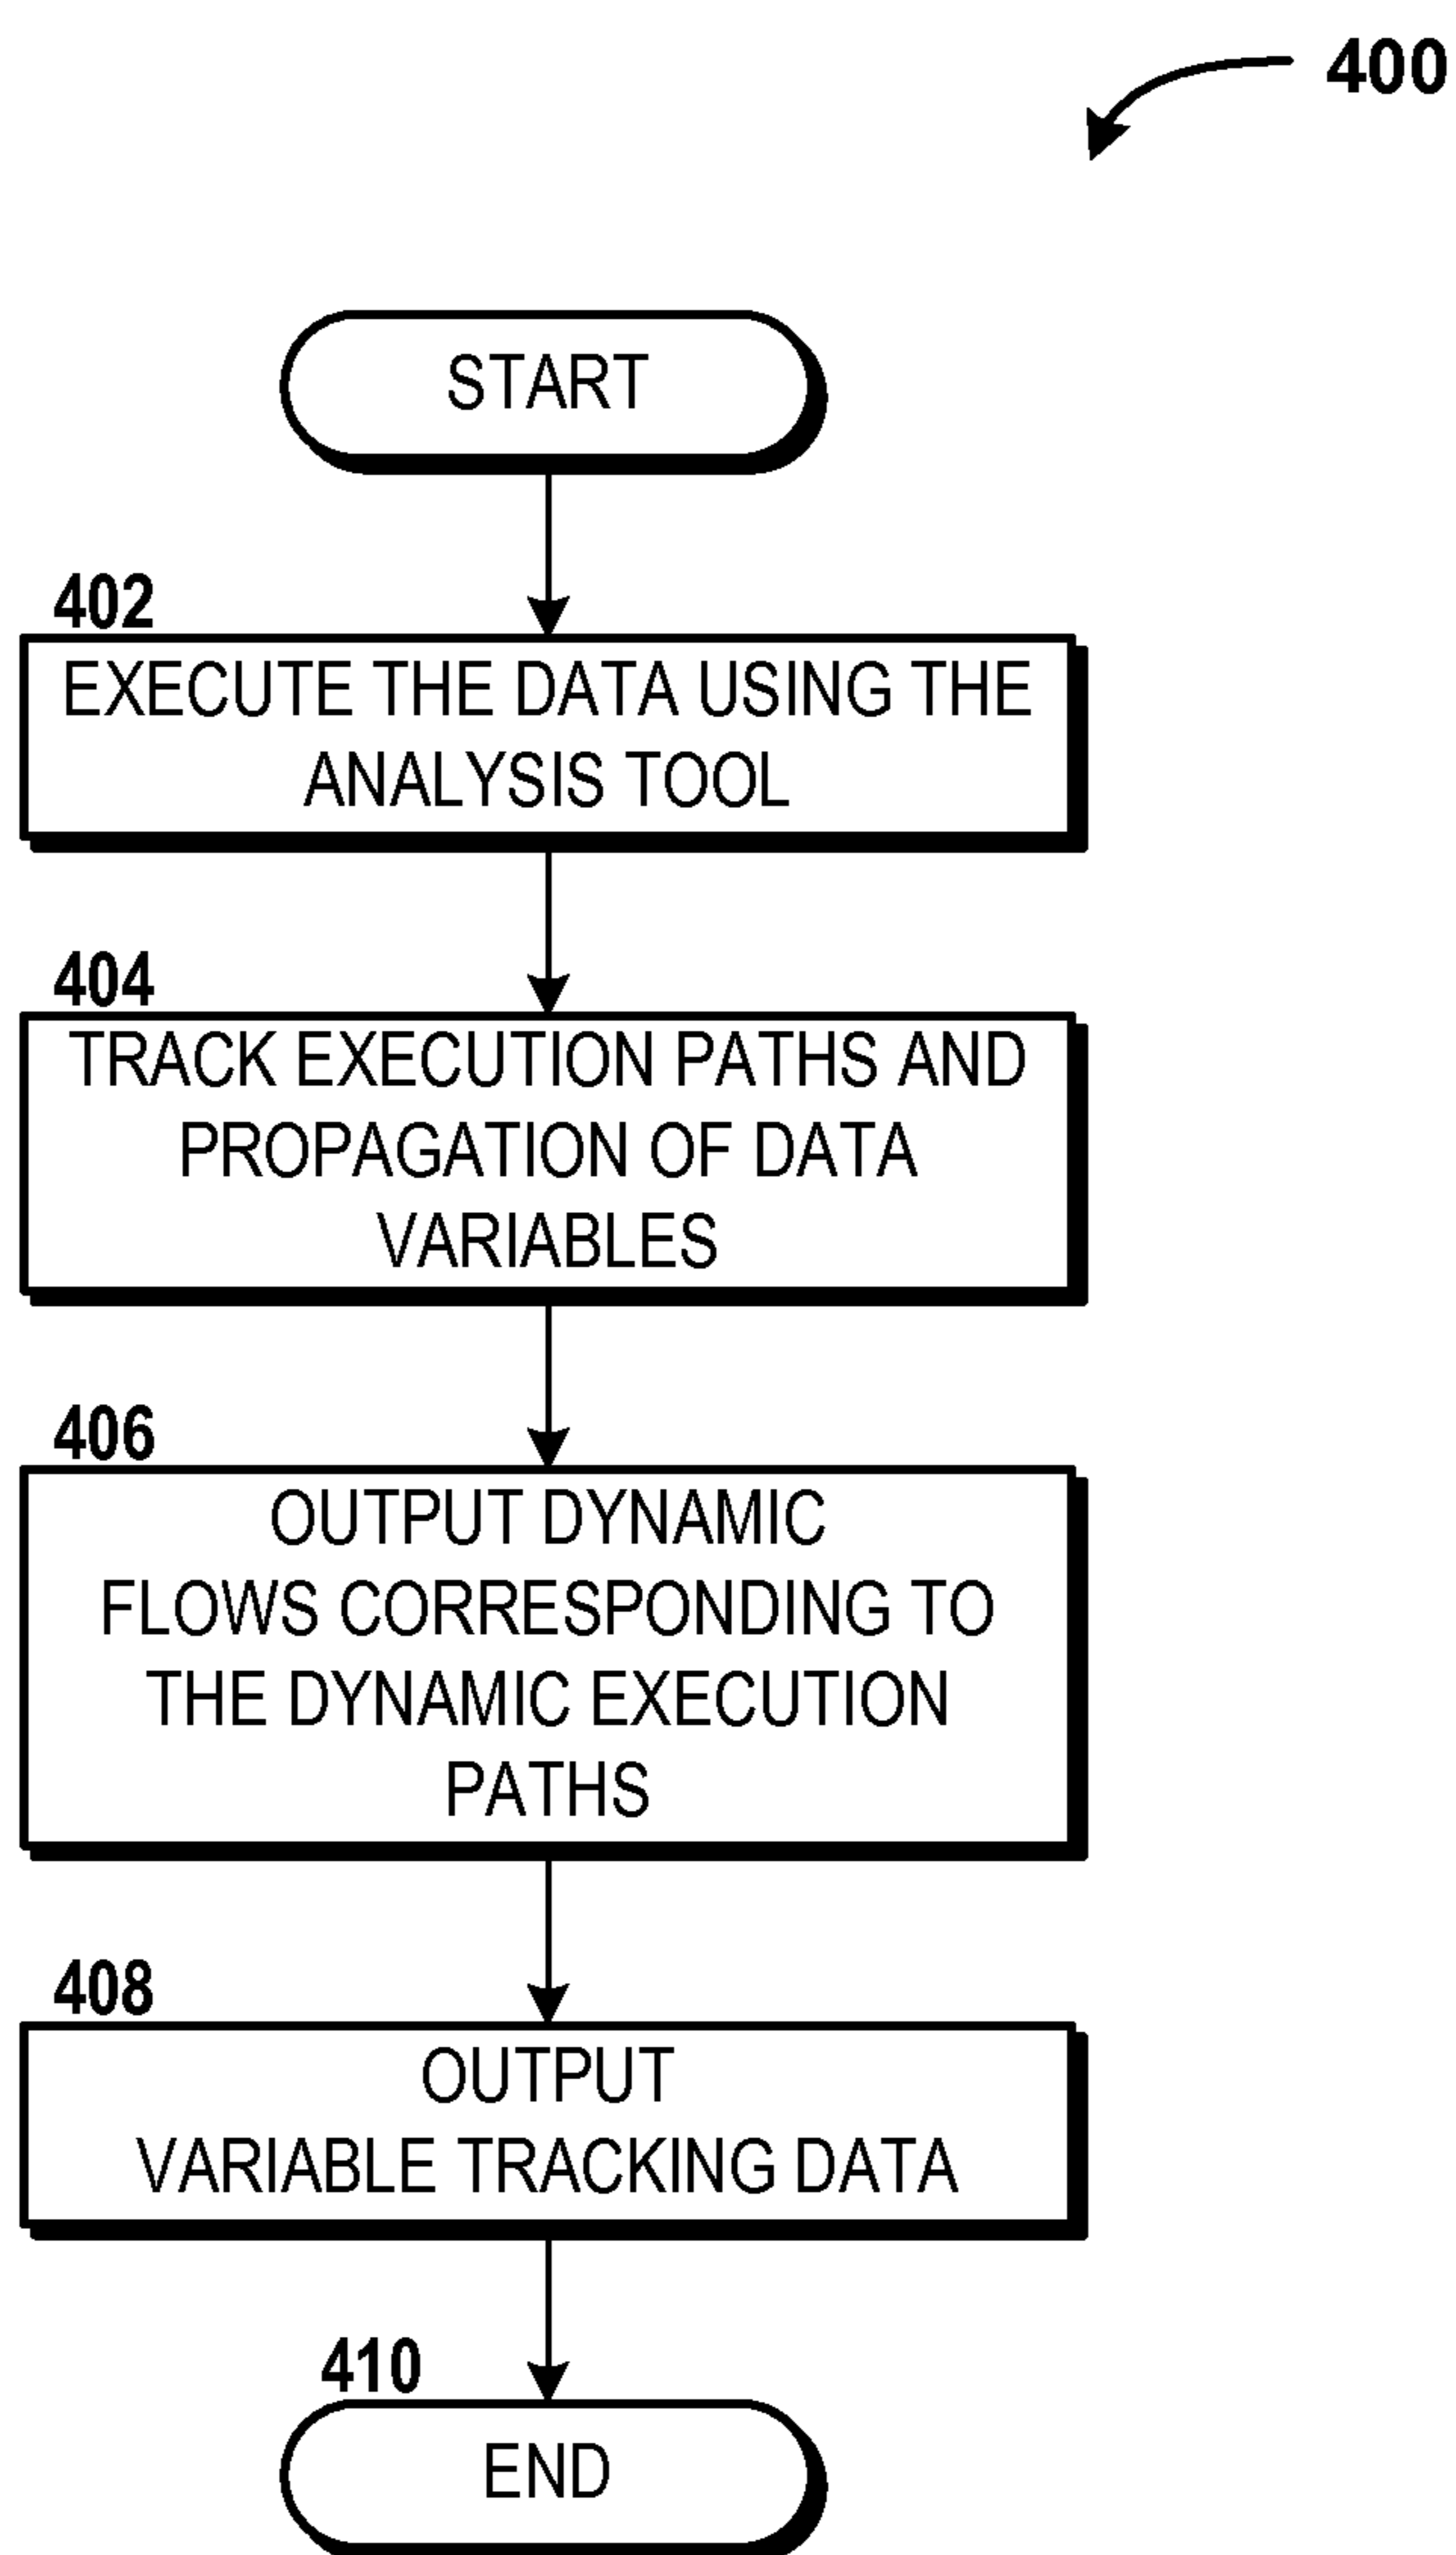 400
START
402
EXECUTE THE DATA USING THE
ANALYSIS TOOL
404
TRACK EXECUTION PATHS AND
PROPAGATION OF DATA
VARIABLES
406
OUTPUT DYNAMIC
FLOWS CORRESPONDING TO
THE DYNAMIC EXECUTION
PATHS
408
OUTPUT
VARIABLE TRACKING DATA
410
END